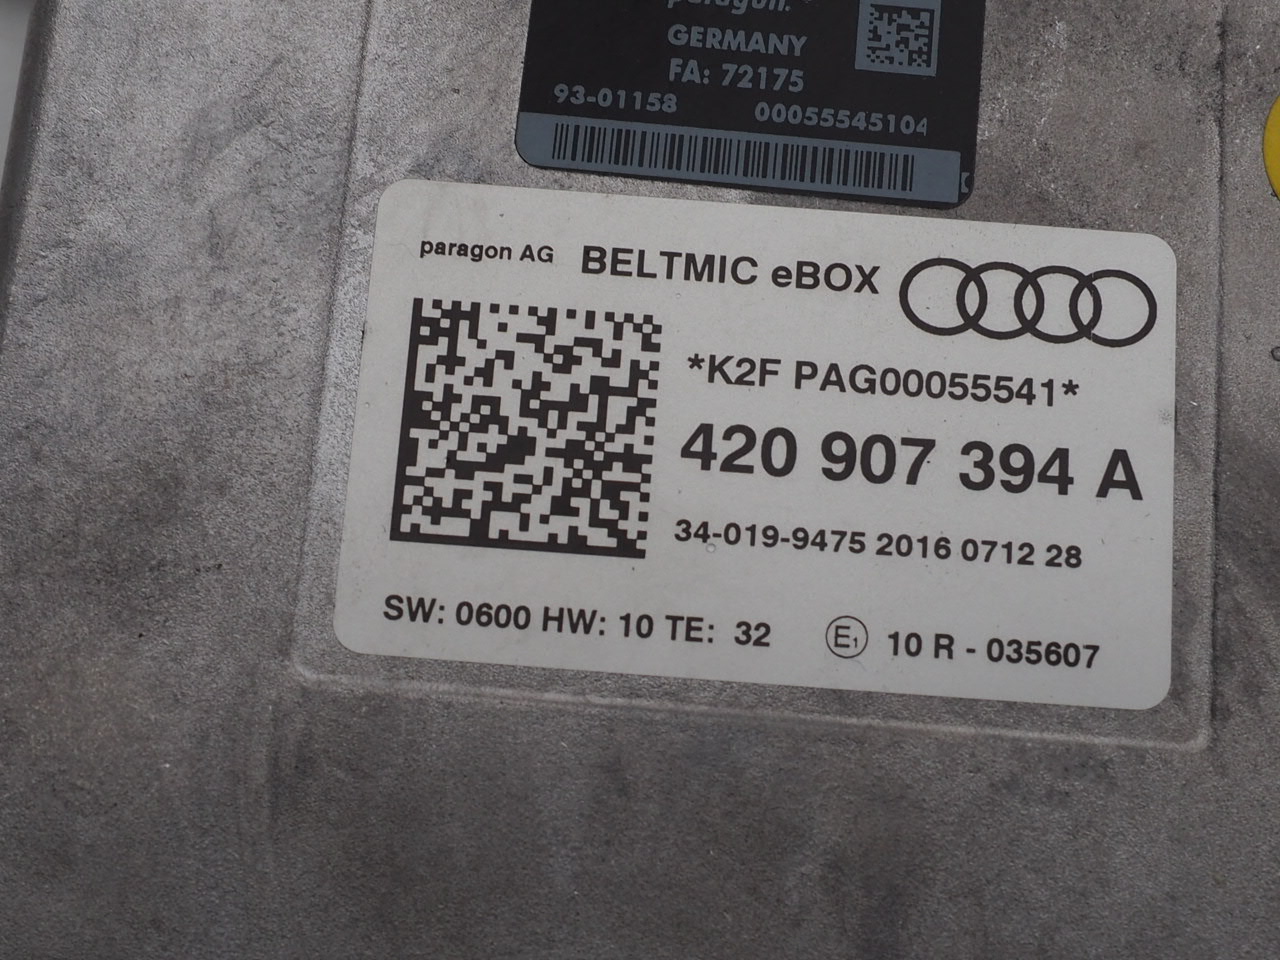 paragon.
GERMANY
FA: 72175
93-01158 00055545104
paragon AG BELTMIC eBOX
*K2F PAG00055541*
420 907 394 A
34-019-9475 2016 0712 28
SW: 0600 HW: 10 TE: 32 E1 10 R - 035607